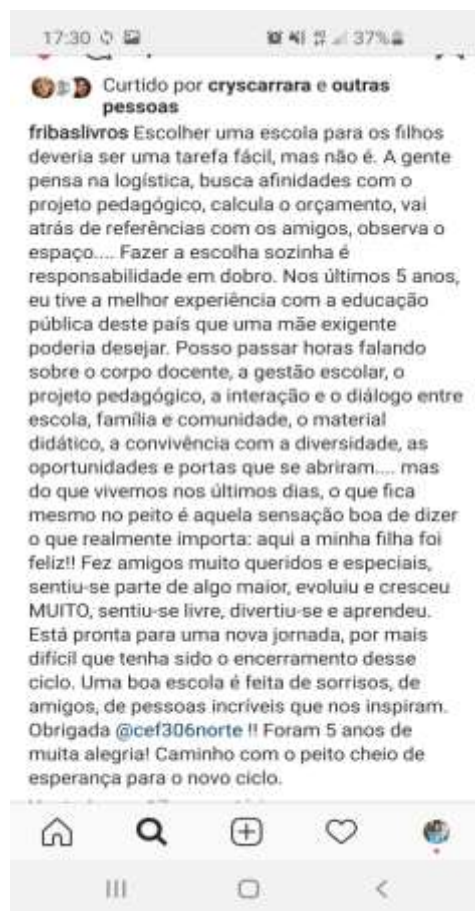 17:30
37%
Curtido por cryscarrara e outras
pessoas
fribaslivros Escolher uma escola para os filhos
deveria ser uma tarefa fácil, mas não é. A gente
pensa na logística, busca afinidades com o
projeto pedagógico, calcula o orçamento, vai
atrás de referências com os amigos, observa o
espaço.... Fazer a escolha sozinha é
responsabilidade em dobro. Nos últimos 5 anos,
eu tive a melhor experiência com a educação
pública deste país que uma mãe exigente
poderia desejar. Posso passar horas falando
sobre o corpo docente, a gestão escolar, o
projeto pedagógico, a interação e o diálogo entre
escola, família e comunidade, o material
didático, a convivência com a diversidade, as
oportunidades e portas que se abriram.... mas
do que vivemos nos últimos dias, o que fica
mesmo no peito é aquela sensação boa de dizer
o que realmente importa: aqui a minha filha foi
feliz!! Fez amigos muito queridos e especiais,
sentiu-se parte de algo maior, evoluiu e cresceu
MUITO, sentiu-se livre, divertiu-se e aprendeu.
Está pronta para uma nova jornada, por mais
difícil que tenha sido o encerramento desse
ciclo. Uma boa escola é feita de sorrisos, de
amigos, de pessoas incríveis que nos inspiram.
Obrigada @cef306norte !! Foram 5 anos de
muita alegria! Caminho com o peito cheio de
esperança para o novo ciclo.